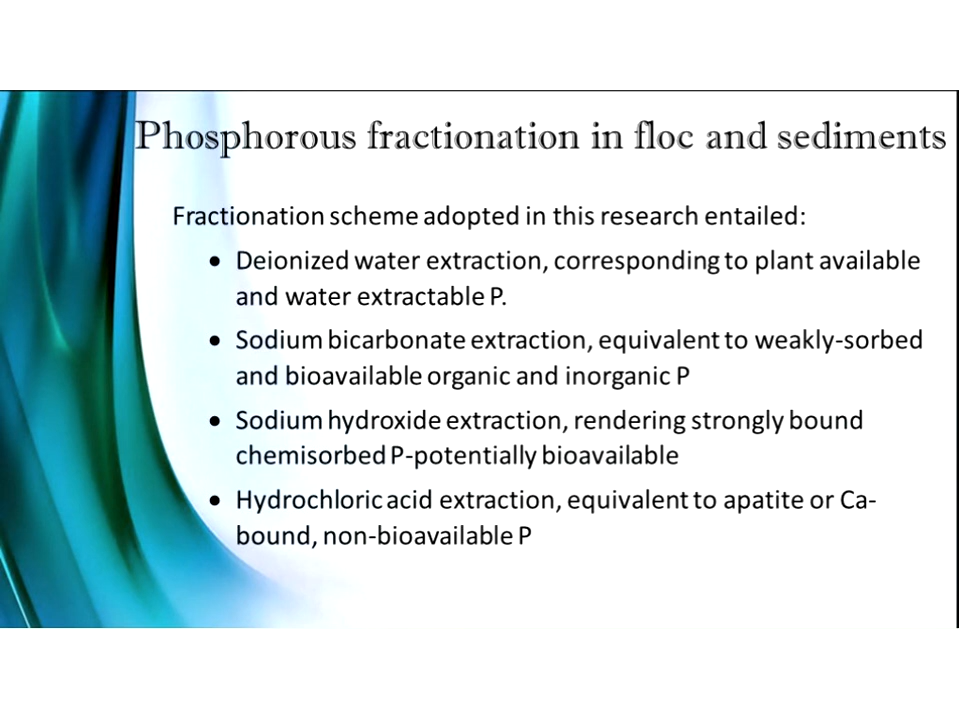 Phosphorous fractionation in floc and sediments
Fractionation scheme adopted in this research entailed:
• Deionized water extraction, corresponding to plant available
and water extractable P.
• Sodium bicarbonate extraction, equivalent to weakly-sorbed
and bioavailable organic and inorganic P
• Sodium hydroxide extraction, rendering strongly bound
chemisorbed P-potentially bioavailable
• Hydrochloric acid extraction, equivalent to apatite or Ca-
bound, non-bioavailable P